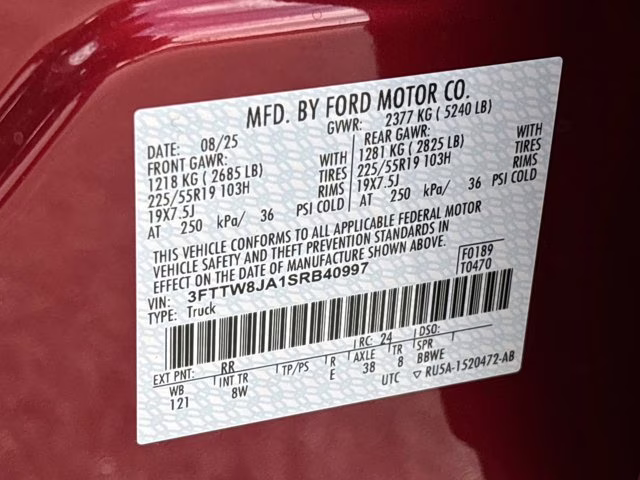 MFD. BY FORD MOTOR CO.
DATE: 08/25 GVWR: 2377 KG ( 5240 LB)
FRONT GAWR: REAR GAWR:
1218 KG ( 2685 LB) WITH 1281 KG ( 2825 LB) WITH
225/55R19 103H TIRES 225/55R19 103H TIRES
19X7.5J RIMS 19X7.5J RIMS
AT 250 kPa/ 36 PSI COLD AT 250 kPa/ 36 PSI COLD
THIS VEHICLE CONFORMS TO ALL APPLICABLE FEDERAL MOTOR
VEHICLE SAFETY AND THEFT PREVENTION STANDARDS IN
EFFECT ON THE DATE OF MANUFACTURE SHOWN ABOVE.
VIN: 3FTTW8JA1SRB40997 F0189
TYPE: Truck T0470
EXT PNT: RR RC: 24 DSO:
WB INT TR TP/PS R AXLE TR SPR
121 8W E 38 8 BBWE
UTC ▽ RU5A-1520472-AB